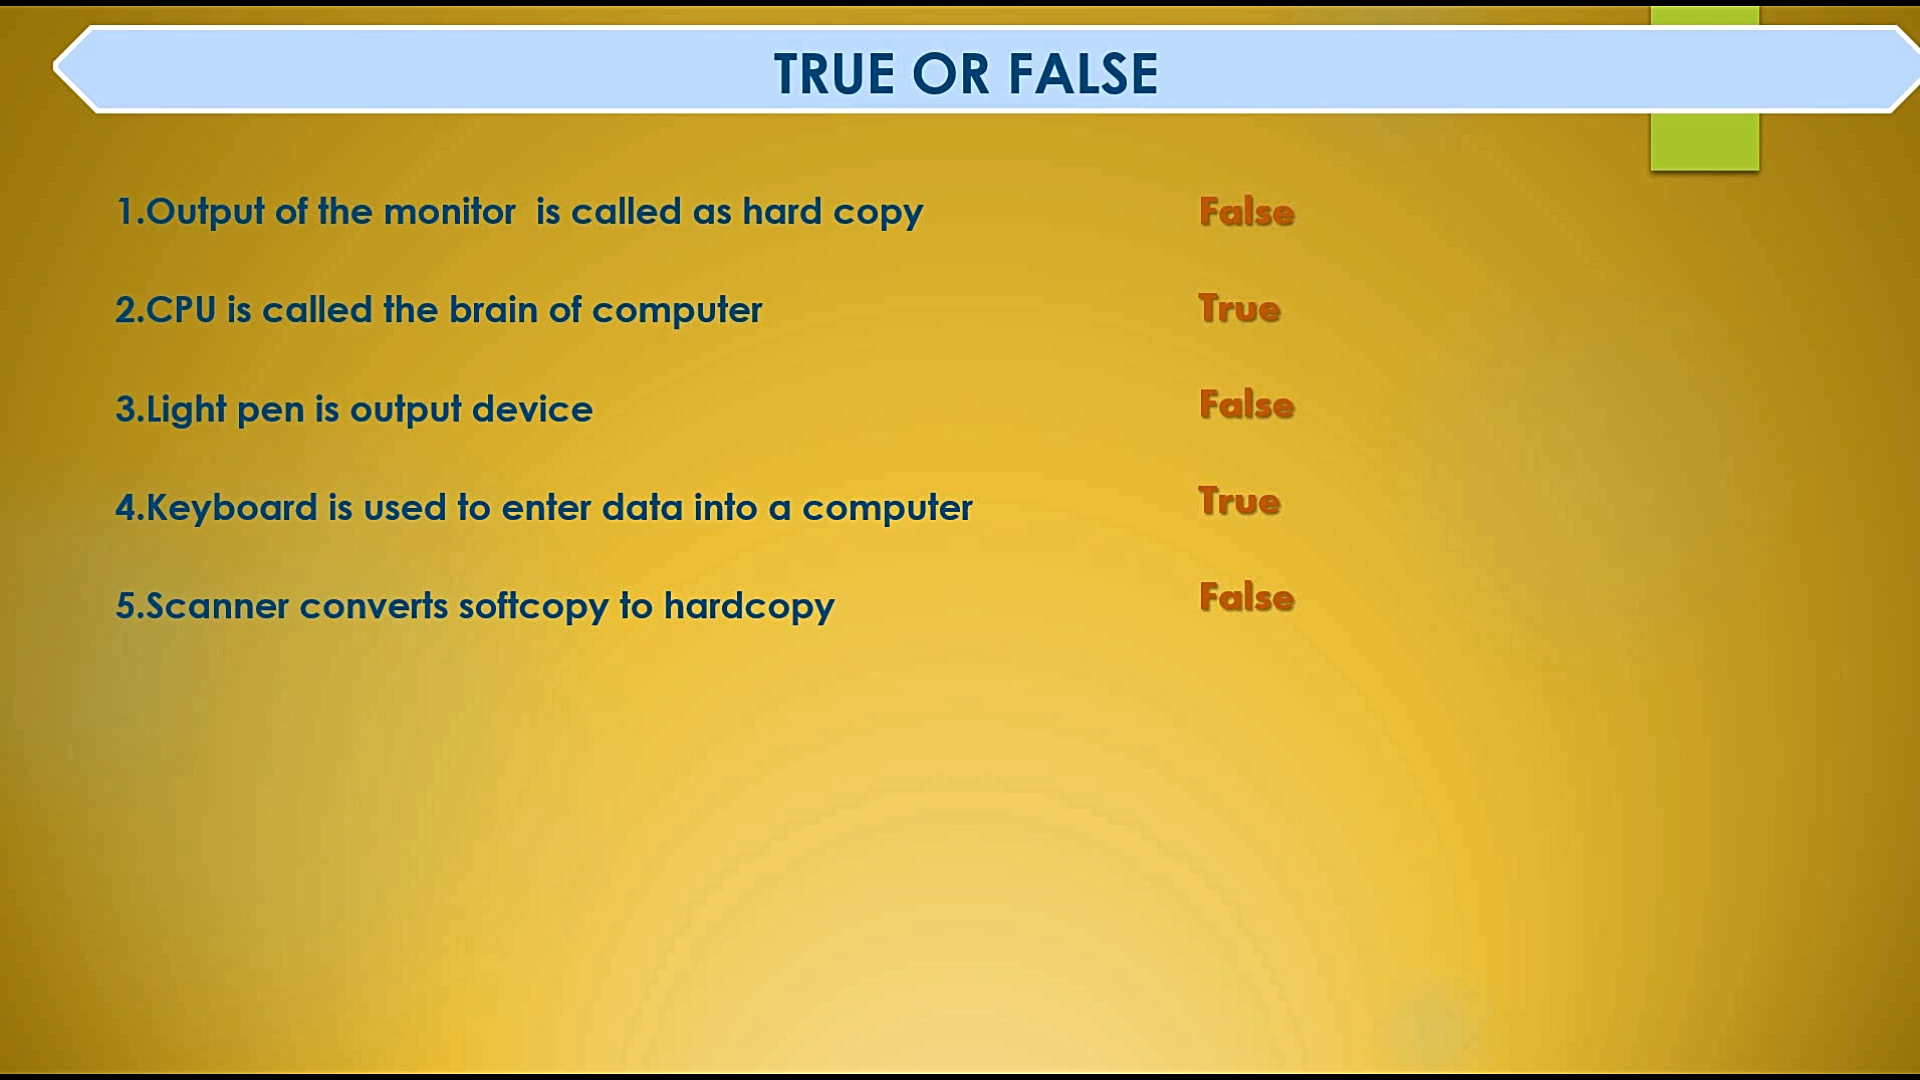 TRUE OR FALSE
1.Output of the monitor is called as hard copy False
2.CPU is called the brain of computer True
3.Light pen is output device False
4.Keyboard is used to enter data into a computer True
5.Scanner converts softcopy to hardcopy False